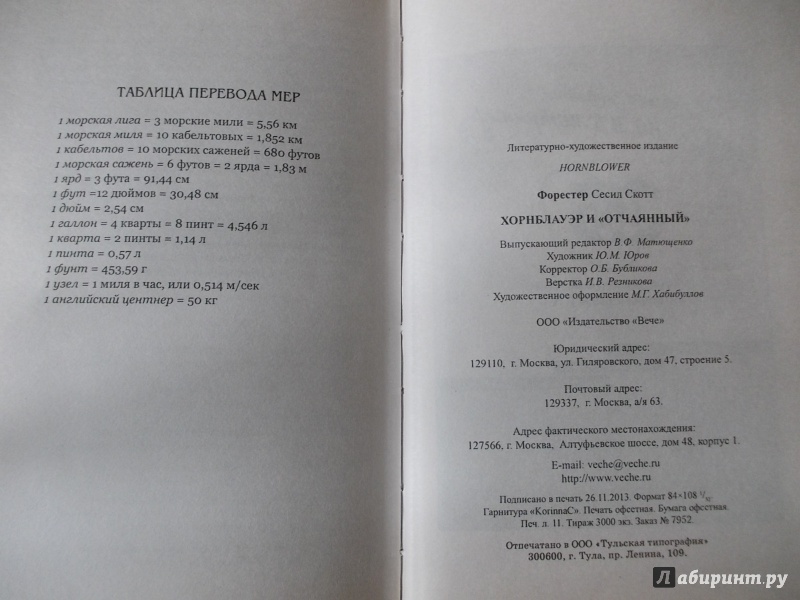 ТАБЛИЦА ПЕРЕВОДА МЕР
1 морская лига = 3 морские мили = 5,56 км
1 морская миля = 10 кабельтовых = 1,852 км
1 кабельтов = 10 морских саженей = 680 футов
1 морская сажень = 6 футов = 2 ярда = 1,83 м
1 ярд = 3 фута = 91,44 см
1 фут =12 дюймов = 30,48 см
1 дюйм = 2,54 см
1 галлон = 4 кварты = 8 пинт = 4,546 л
1 кварта = 2 пинты = 1,14 л
1 пинта = 0,57 л
1 фунт = 453,59 г
1 узел = 1 миля в час, или 0,514 м/сек
1 английский центнер = 50 кг
Литературно-художественное издание
HORNBLOWER
Форестер Сесил Скотт
ХОРНБЛАУЭР И «ОТЧАЯННЫЙ»
Выпускающий редактор В.Ф. Матющенко
Художник Ю.М. Юров
Корректор О.Б. Бубликова
Верстка И.В. Резникова
Художественное оформление М.Г. Хабибуллов
ООО «Издательство «Вече»
Юридический адрес:
129110, г. Москва, ул. Гиляровского, дом 47, строение 5.
Почтовый адрес:
129337, г. Москва, а/я 63.
Адрес фактического местонахождения:
127566, г. Москва, Алтуфьевское шоссе, дом 48, корпус 1.
E-mail: veche@veche.ru
http://www.veche.ru
Подписано в печать 26.11.2013. Формат 84×108 1/32.
Гарнитура «KorinnaC». Печать офсетная. Бумага офсетная.
Печ. л. 11. Тираж 3000 экз. Заказ № 7952.
Отпечатано в ООО «Тульская типография»
300600, г. Тула, пр. Ленина, 109.
Лабиринт.ру